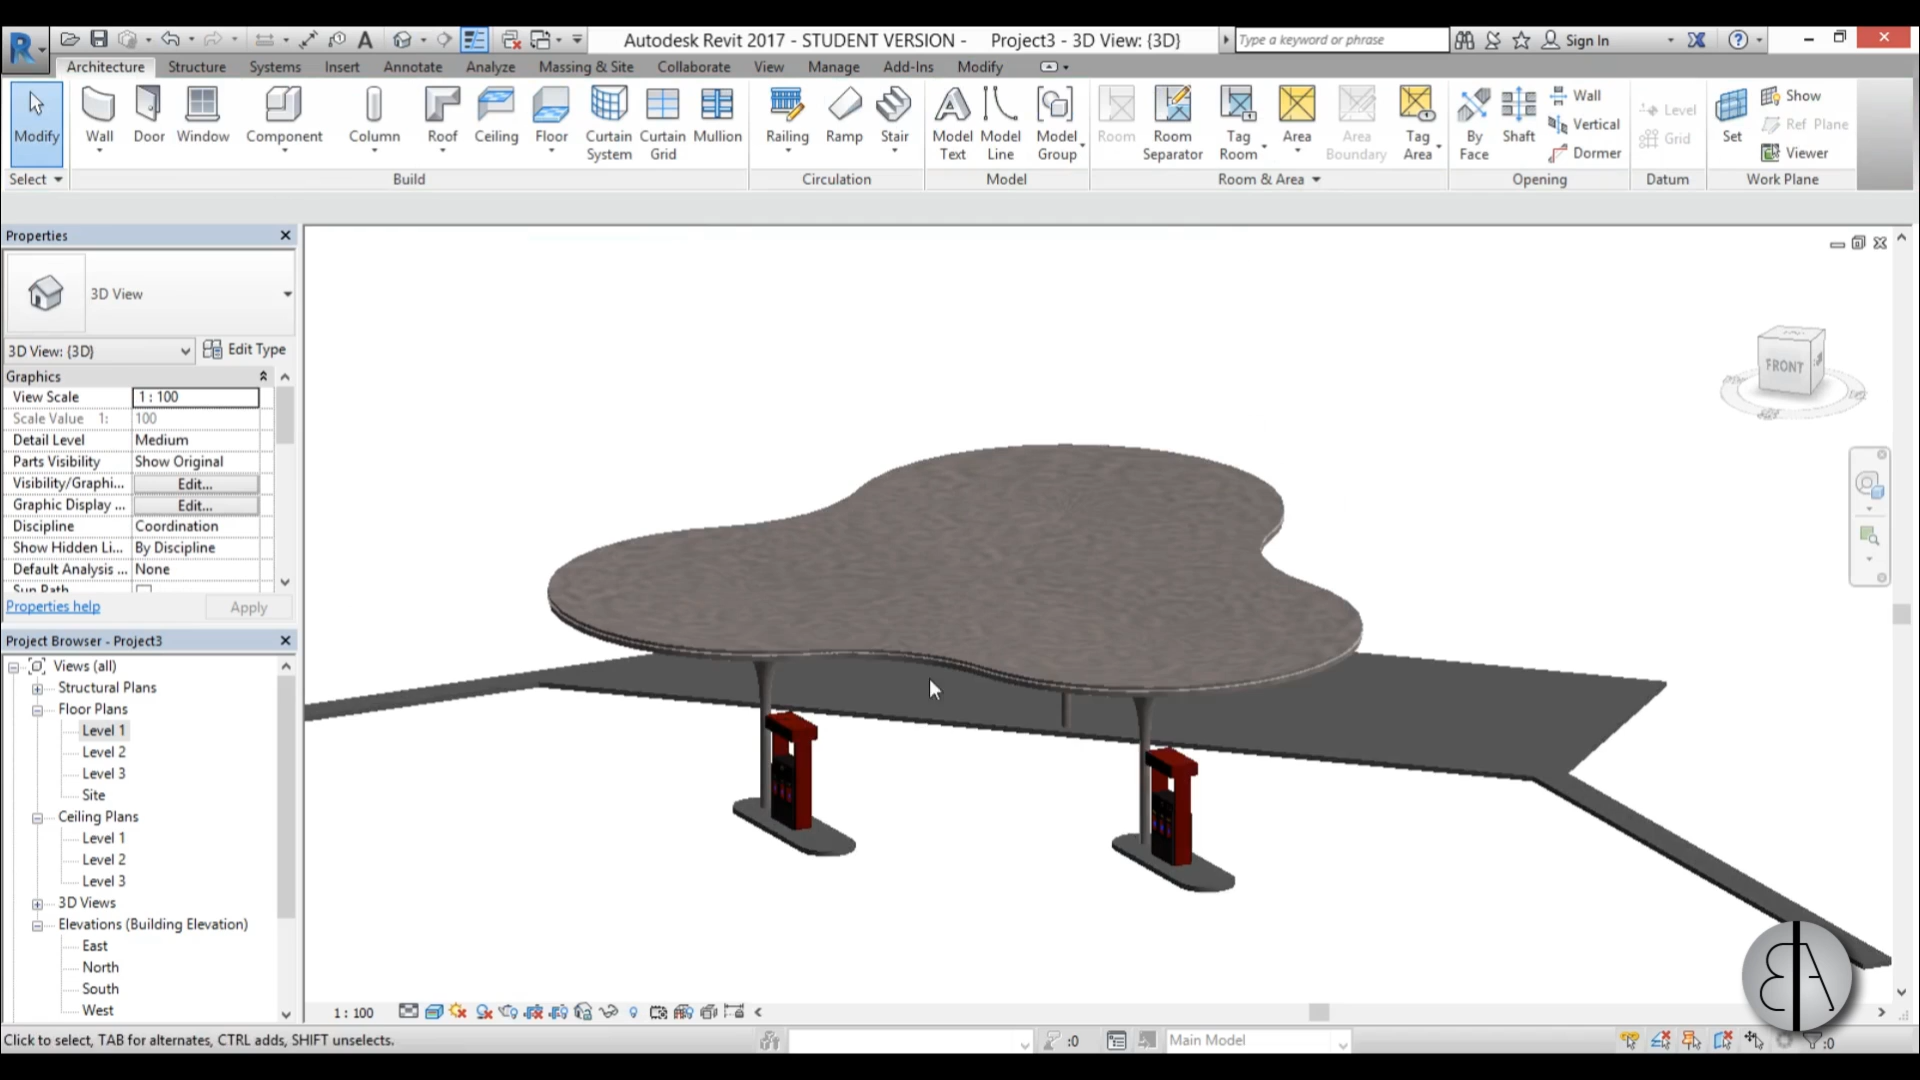 Autodesk Revit 2017 - STUDENT VERSION - Project3 - 3D View: {3D}
Type a keyword or phrase
Sign In
Architecture Structure Systems Insert Annotate Analyze Massing & Site Collaborate View Manage Add-Ins Modify
Modify
Wall
Door
Window
Component
Column
Roof
Ceiling
Floor
Curtain System
Curtain Grid
Mullion
Railing
Ramp
Stair
Model Text
Model Line
Model Group
Room
Room Separator
Tag Room
Area
Area Boundary
Tag Area
By Face
Shaft
Wall
Vertical
Dormer
Level
Grid
Set
Show
Ref Plane
Viewer
Select Build Circulation Model Room & Area Opening Datum Work Plane
Properties
3D View
3D View: {3D} Edit Type
Graphics
View Scale 1 : 100
Scale Value 1: 100
Detail Level Medium
Parts Visibility Show Original
Visibility/Graphi... Edit...
Graphic Display ... Edit...
Discipline Coordination
Show Hidden Li... By Discipline
Default Analysis ... None
Sun Path
Properties help Apply
Project Browser - Project3
Views (all)
Structural Plans
Floor Plans
Level 1
Level 2
Level 3
Site
Ceiling Plans
Level 1
Level 2
Level 3
3D Views
Elevations (Building Elevation)
East
North
South
West
FRONT
1 : 100
Click to select, TAB for alternates, CTRL adds, SHIFT unselects.
:0
Main Model
:0